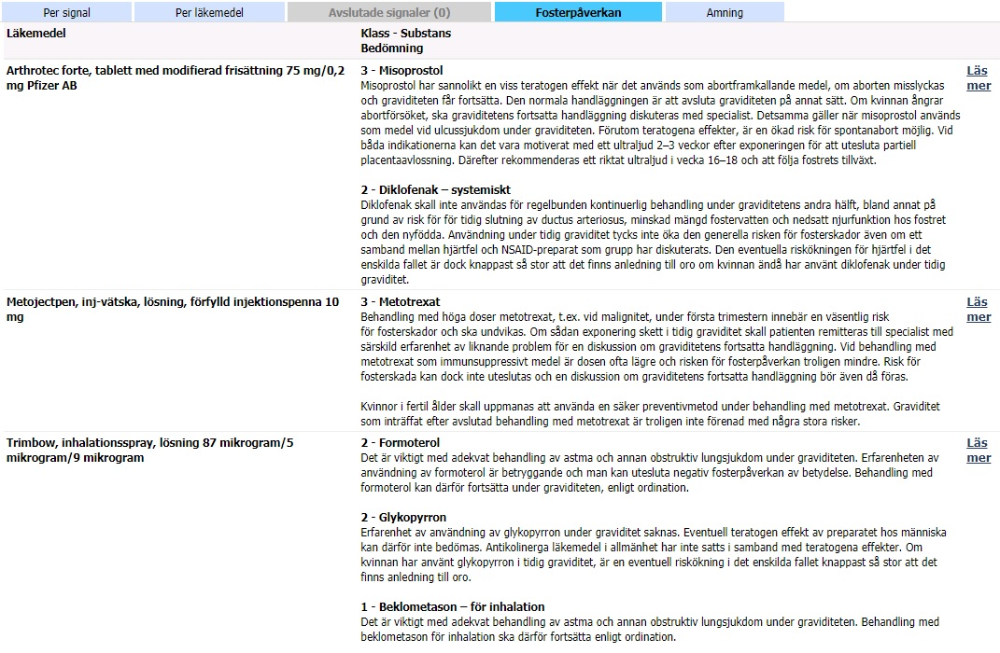 Per signal
Per läkemedel
Avslutade signaler (0)
Fosterpåverkan
Amning
Läkemedel
Klass - Substans
Bedömning
Arthrotec forte, tablett med modifierad frisättning 75 mg/0,2
mg Pfizer AB
3 - Misoprostol
Misoprostol har sannolikt en viss teratogen effekt när det används som abortframkallande medel, om aborten misslyckas
och graviditeten får fortsätta. Den normala handläggningen är att avsluta graviditeten på annat sätt. Om kvinnan ångrar
abortförsöket, ska graviditetens fortsatta handläggning diskuteras med specialist. Detsamma gäller när misoprostol används
som medel vid ulcussjukdom under graviditeten. Förutom teratogena effekter, är en ökad risk för spontanabort möjlig. Vid
båda indikationerna kan det vara motiverat med ett ultraljud 2–3 veckor efter exponeringen för att utesluta partiell
placentaavlossning. Därefter rekommenderas ett riktat ultraljud i vecka 16–18 och att följa fostrets tillväxt.
Läs
mer
2 - Diklofenak – systemiskt
Diklofenak skall inte användas för regelbunden kontinuerlig behandling under graviditetens andra hälft, bland annat på
grund av risk för för tidig slutning av ductus arteriosus, minskad mängd fostervatten och nedsatt njurfunktion hos fostret
och den nyfödda. Användning under tidig graviditet tycks inte öka den generella risken för fosterskador även om ett
samband mellan hjärtfel och NSAID-preparat som grupp har diskuterats. Den eventuella riskökningen för hjärtfel i det
enskilda fallet är dock knappast så stor att det finns anledning till oro om kvinnan ändå har använt diklofenak under tidig
graviditet.
Metojectpen, inj-vätska, lösning, förfylld injektionspenna 10
mg
3 - Metotrexat
Behandling med höga doser metotrexat, t.ex. vid malignitet, under första trimestern innebär en väsentlig risk
för fosterskador och ska undvikas. Om sådan exponering skett i tidig graviditet skall patienten remitteras till specialist med
särskild erfarenhet av liknande problem för en diskussion om graviditetens fortsatta handläggning. Vid behandling med
metotrexat som immunsuppressivt medel är dosen ofta lägre och risken för fosterpåverkan troligen mindre. Risk för
fosterskada kan dock inte uteslutas och en diskussion om graviditetens fortsatta handläggning bör även då föras.
Läs
mer
Kvinnor i fertil ålder skall uppmanas att använda en säker preventivmetod under behandling med metotrexat. Graviditet
som inträffat efter avslutad behandling med metotrexat är troligen inte förenad med några stora risker.
Trimbow, inhalationsspray, lösning 87 mikrogram/5
mikrogram/9 mikrogram
2 - Formoterol
Det är viktigt med adekvat behandling av astma och annan obstruktiv lungsjukdom under graviditeten. Erfarenheten av
användning av formoterol är betryggande och man kan utesluta negativ fosterpåverkan av betydelse. Behandling med
formoterol kan därför fortsätta under graviditeten, enligt ordination.
Läs
mer
2 - Glykopyrron
Erfarenhet av användning av glykopyrron under graviditet saknas. Eventuell teratogen effekt av preparatet hos människa
kan därför inte bedömas. Antikolinerga läkemedel i allmänhet har inte satts i samband med teratogena effekter. Om
kvinnan har använt glykopyrron i tidig graviditet, är en eventuell riskökning i det enskilda fallet knappast så stor att det
finns anledning till oro.
1 - Beklometason – för inhalation
Det är viktigt med adekvat behandling av astma och annan obstruktiv lungsjukdom under graviditeten. Behandling med
beklometason för inhalation ska därför fortsätta enligt ordination.